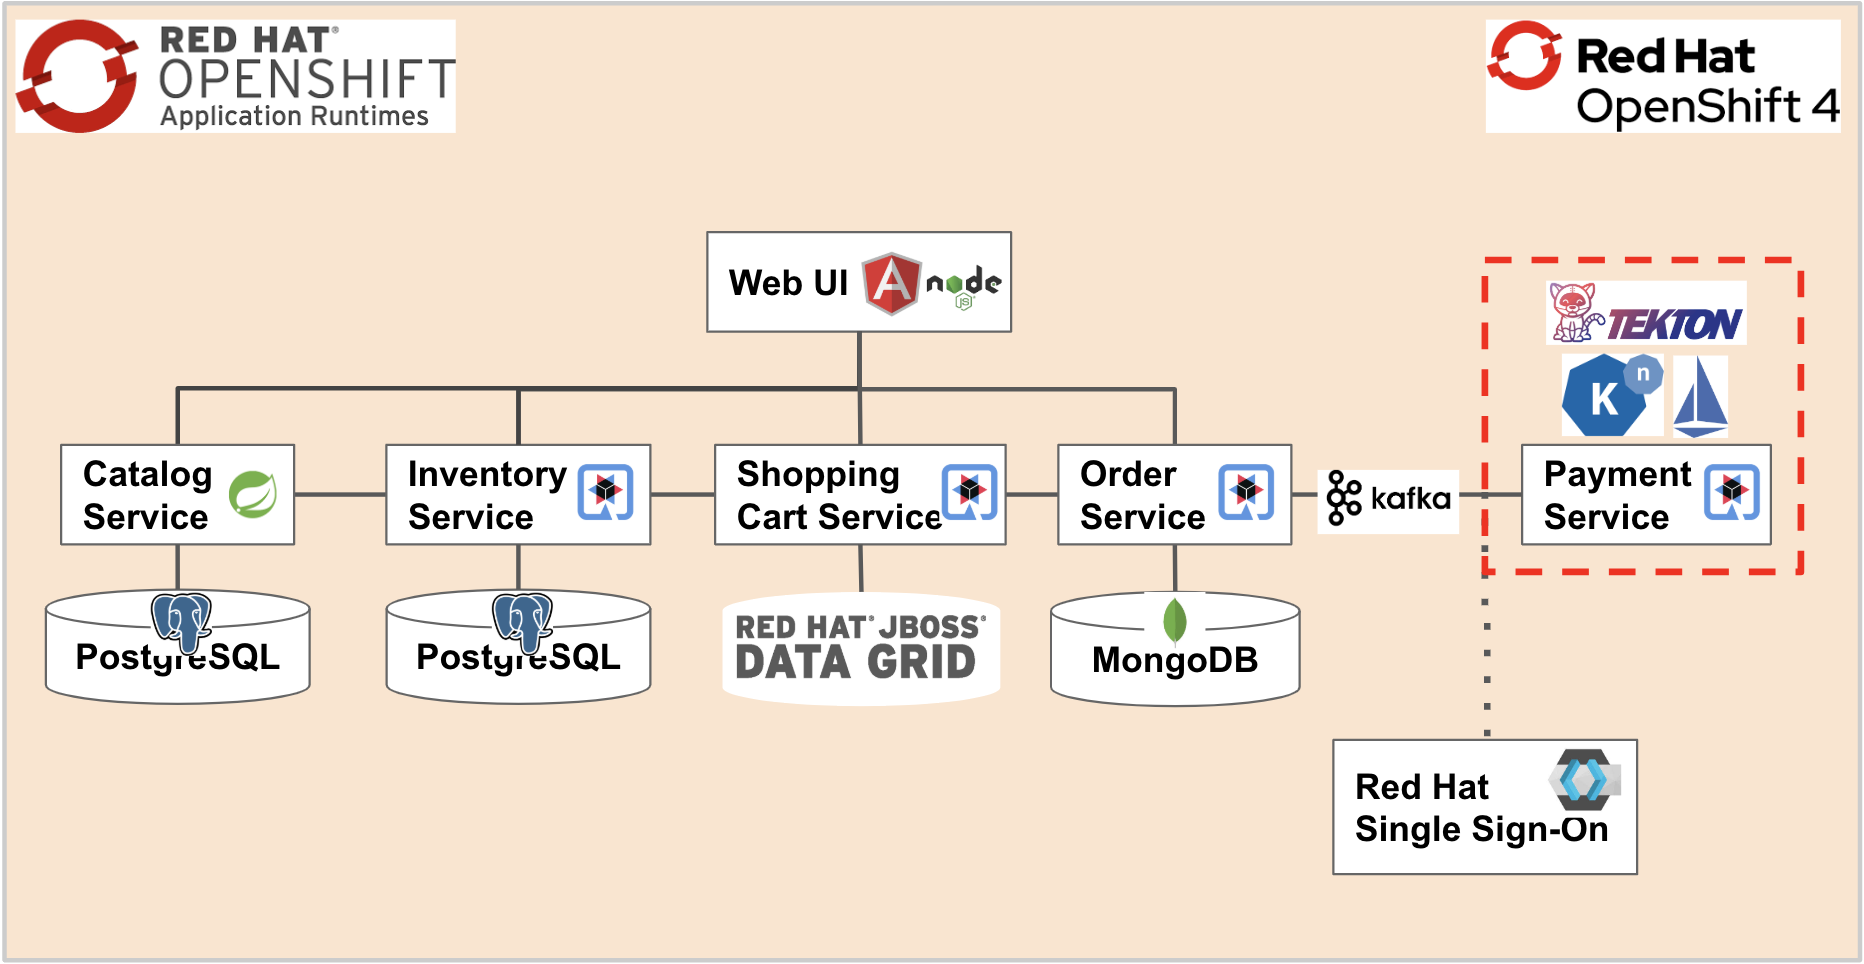 RED HAT®
OPENSHIFT
Application Runtimes
Red Hat
OpenShift 4
Web UI
A
node
JS
TEKTON
K
n
Catalog
Service
Inventory
Service
Shopping
Cart Service
Order
Service
kafka
Payment
Service
PostgreSQL
PostgreSQL
RED HAT® JBOSS®
DATA GRID
MongoDB
Red Hat
Single Sign-On